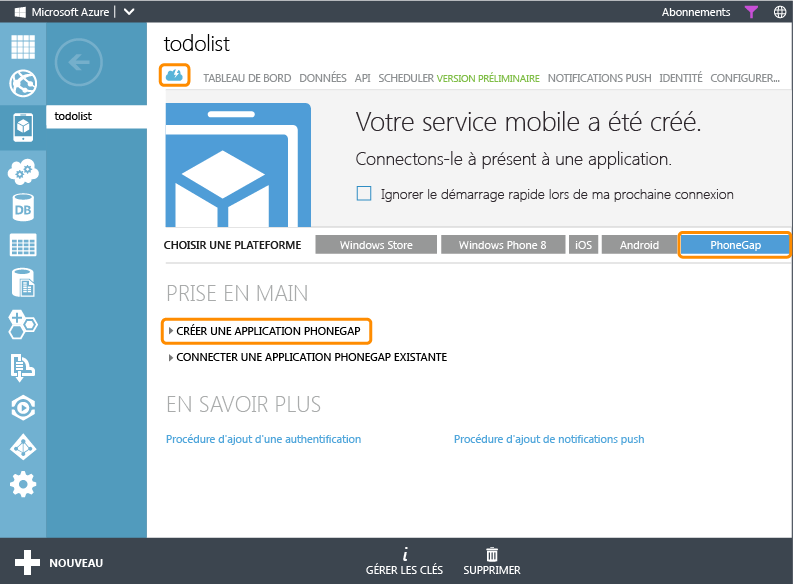 Microsoft Azure | Abonnements
todolist
todolist
TABLEAU DE BORD DONNÉES API SCHEDULER VERSION PRÉLIMINAIRE NOTIFICATIONS PUSH IDENTITÉ CONFIGURER...
Votre service mobile a été créé.
Connectons-le à présent à une application.
Ignorer le démarrage rapide lors de ma prochaine connexion
DB
CHOISIR UNE PLATEFORME Windows Store Windows Phone 8 iOS Android PhoneGap
PRISE EN MAIN
CRÉER UNE APPLICATION PHONEGAP
CONNECTER UNE APPLICATION PHONEGAP EXISTANTE
EN SAVOIR PLUS
Procédure d'ajout d'une authentification Procédure d'ajout de notifications push
NOUVEAU
i
GÉRER LES CLÉS SUPPRIMER